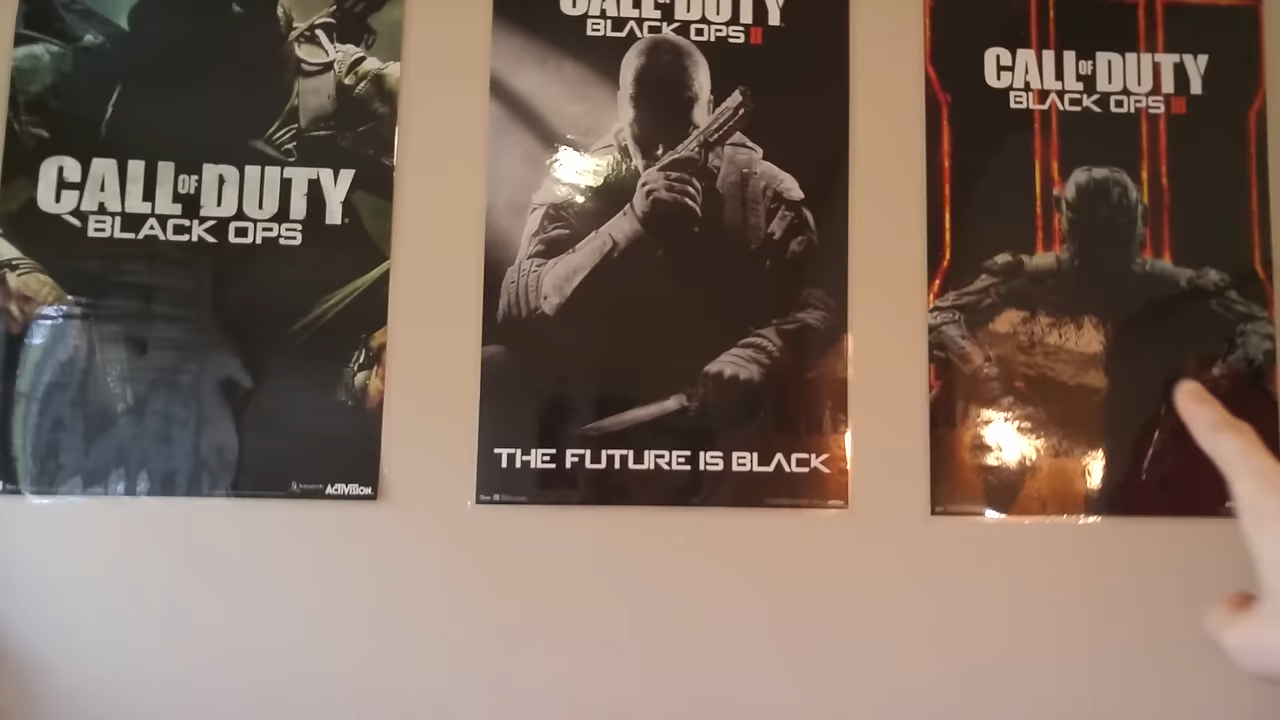 CALL OF DUTY
BLACK OPS
ACTIVISION
CALL OF DUTY
BLACK OPS II
THE FUTURE IS BLACK
CALL OF DUTY
BLACK OPS III